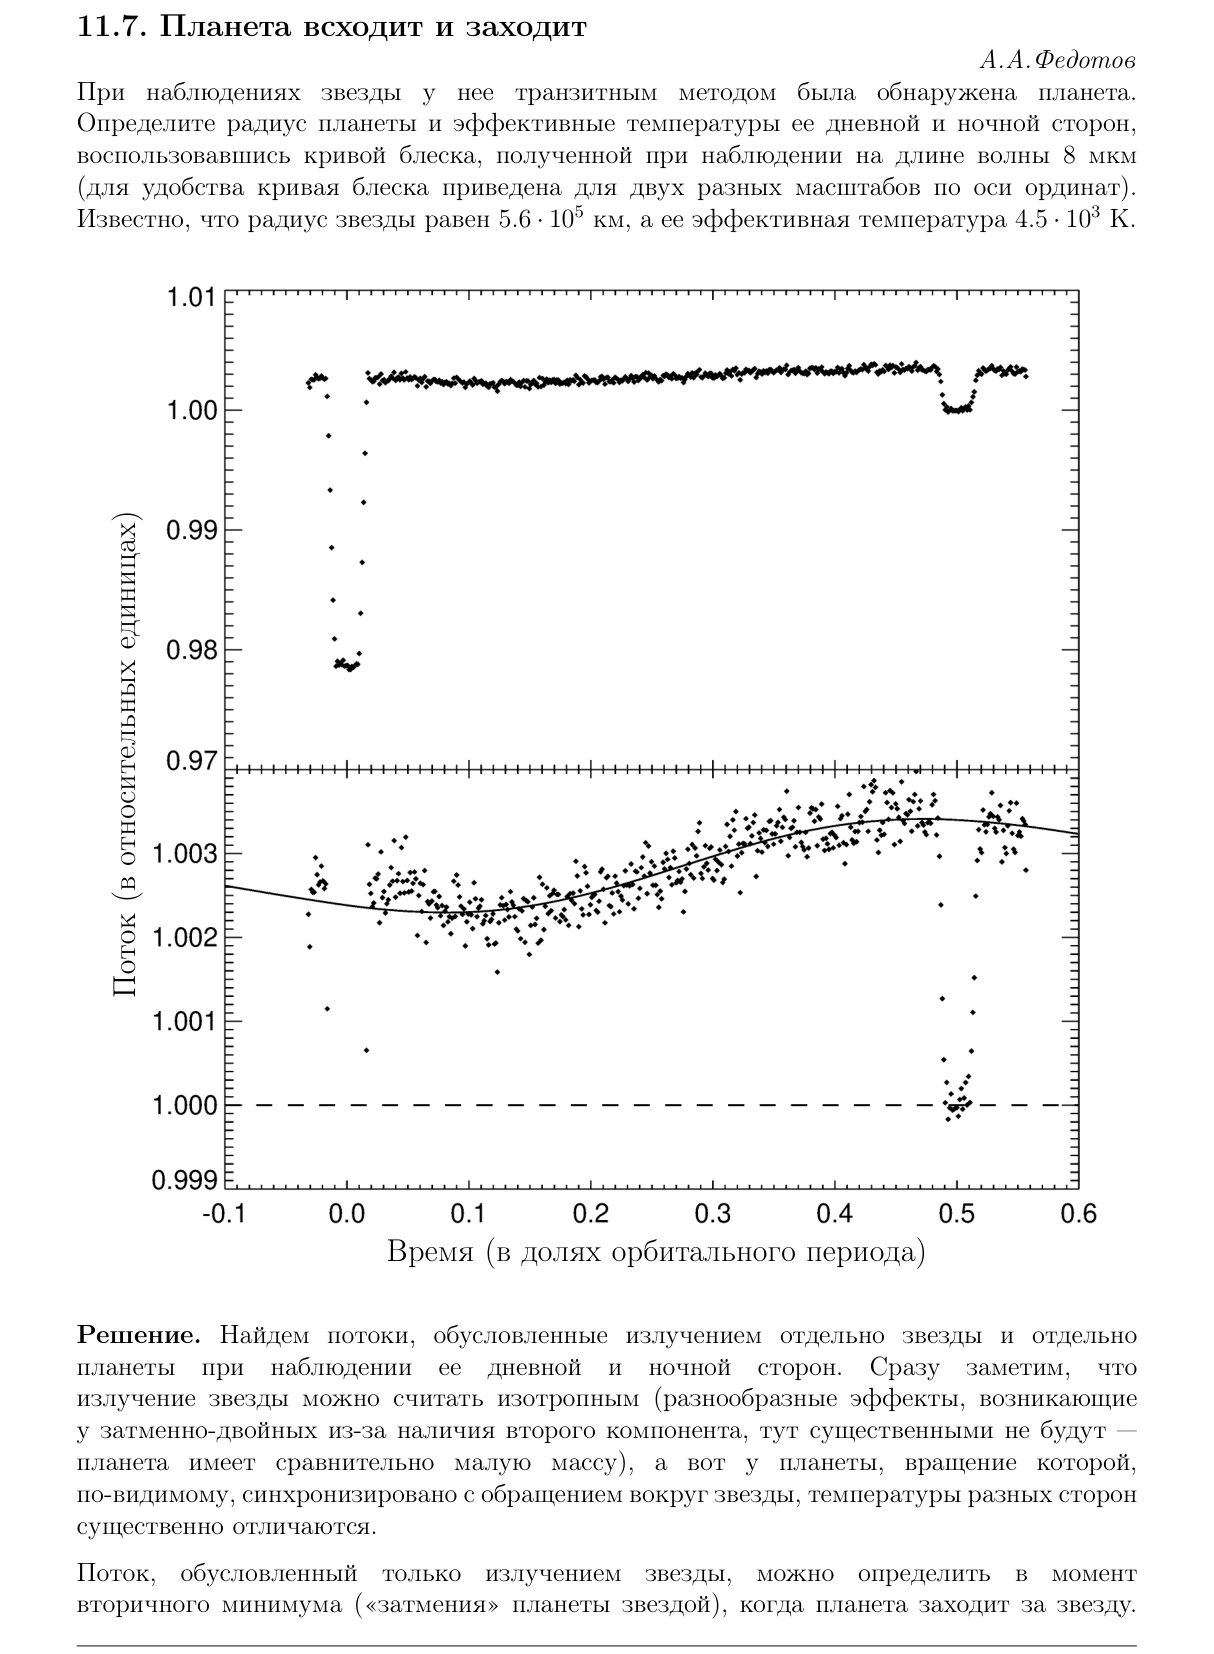 11.7. Планета всходит и заходит
А.А.Федотов
При наблюдениях звезды у нее транзитным методом была обнаружена планета.
Определите радиус планеты и эффективные температуры ее дневной и ночной сторон,
воспользовавшись кривой блеска, полученной при наблюдении на длине волны 8 мкм
(для удобства кривая блеска приведена для двух разных масштабов по оси ординат).
Известно, что радиус звезды равен 5.6 · 10⁵ км, а ее эффективная температура 4.5 · 10³ K.
1.01
1.00
0.99
0.98
0.97
1.003
1.002
1.001
1.000
0.999
Поток (в относительных единицах)
-0.1 0.0 0.1 0.2 0.3 0.4 0.5 0.6
Время (в долях орбитального периода)
Решение. Найдем потоки, обусловленные излучением отдельно звезды и отдельно
планеты при наблюдении ее дневной и ночной сторон. Сразу заметим, что
излучение звезды можно считать изотропным (разнообразные эффекты, возникающие
у затменно-двойных из-за наличия второго компонента, тут существенными не будут —
планета имеет сравнительно малую массу), а вот у планеты, вращение которой,
по-видимому, синхронизировано с обращением вокруг звезды, температуры разных сторон
существенно отличаются.
Поток, обусловленный только излучением звезды, можно определить в момент
вторичного минимума («затмения» планеты звездой), когда планета заходит за звезду.